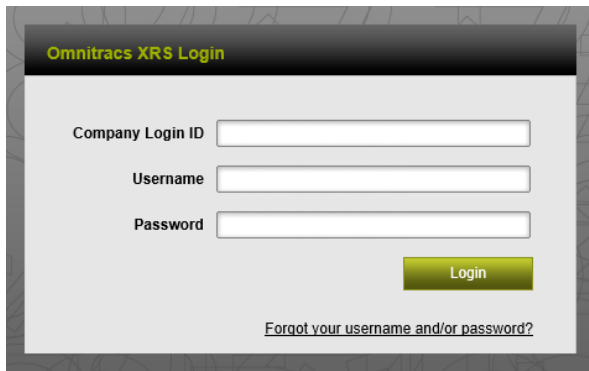 Omnitracs XRS Login
Company Login ID
Username
Password
Login
Forgot your username and/or password?